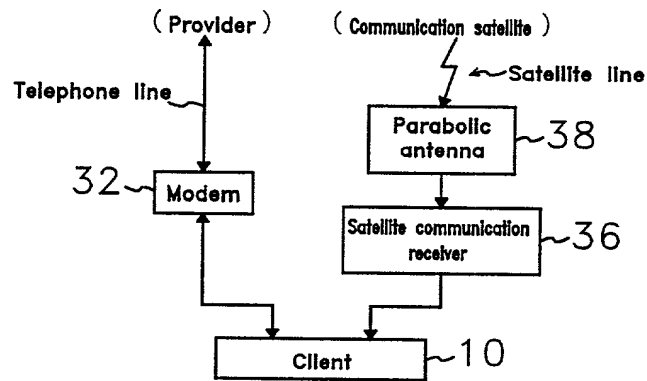 (Provider)
(Communication satellite)
Telephone line
Satellite line
Parabolic
antenna
38
32
Modem
Satellite communication
receiver
36
Client
10